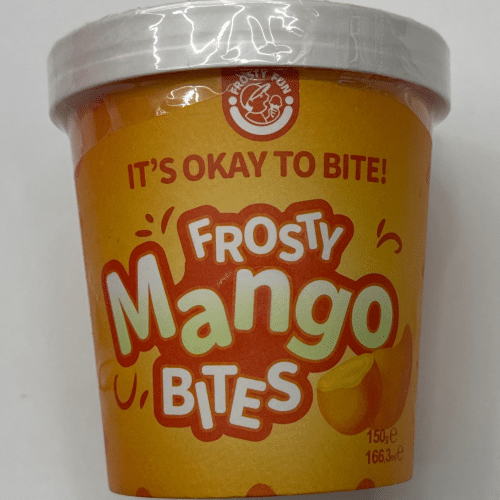 FROSTY FUN
IT'S OKAY TO BITE!
FROSTY
Mango
BITES
150g e
166,3ml e